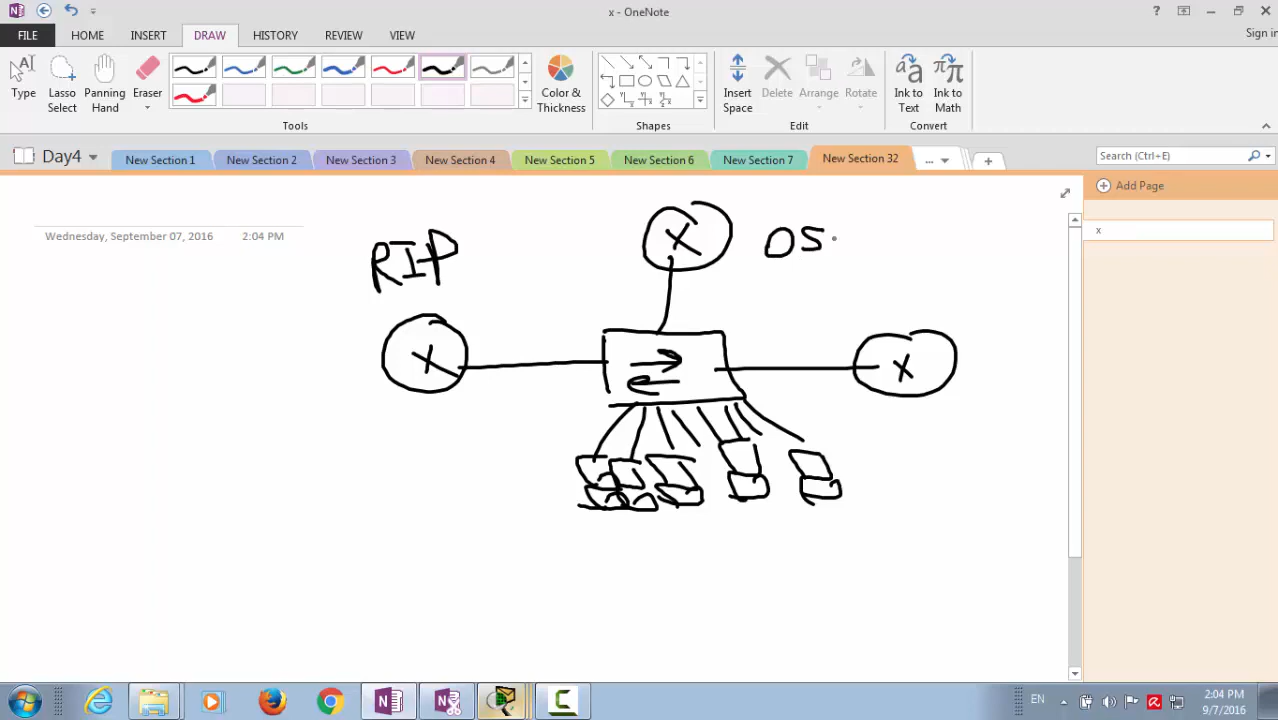 x - OneNote
?
Sign in
FILE HOME INSERT DRAW HISTORY REVIEW VIEW
Type
Lasso Select
Panning Hand
Eraser
Color & Thickness
Insert Space
Delete
Arrange
Rotate
Ink to Text
Ink to Math
Tools
Shapes
Edit
Convert
Day4
New Section 1 New Section 2 New Section 3 New Section 4 New Section 5 New Section 6 New Section 7 New Section 32 ...
Search (Ctrl+E)
Add Page
x
Wednesday, September 07, 2016 2:04 PM
RIP
X
OS
X
X
EN
2:04 PM
9/7/2016